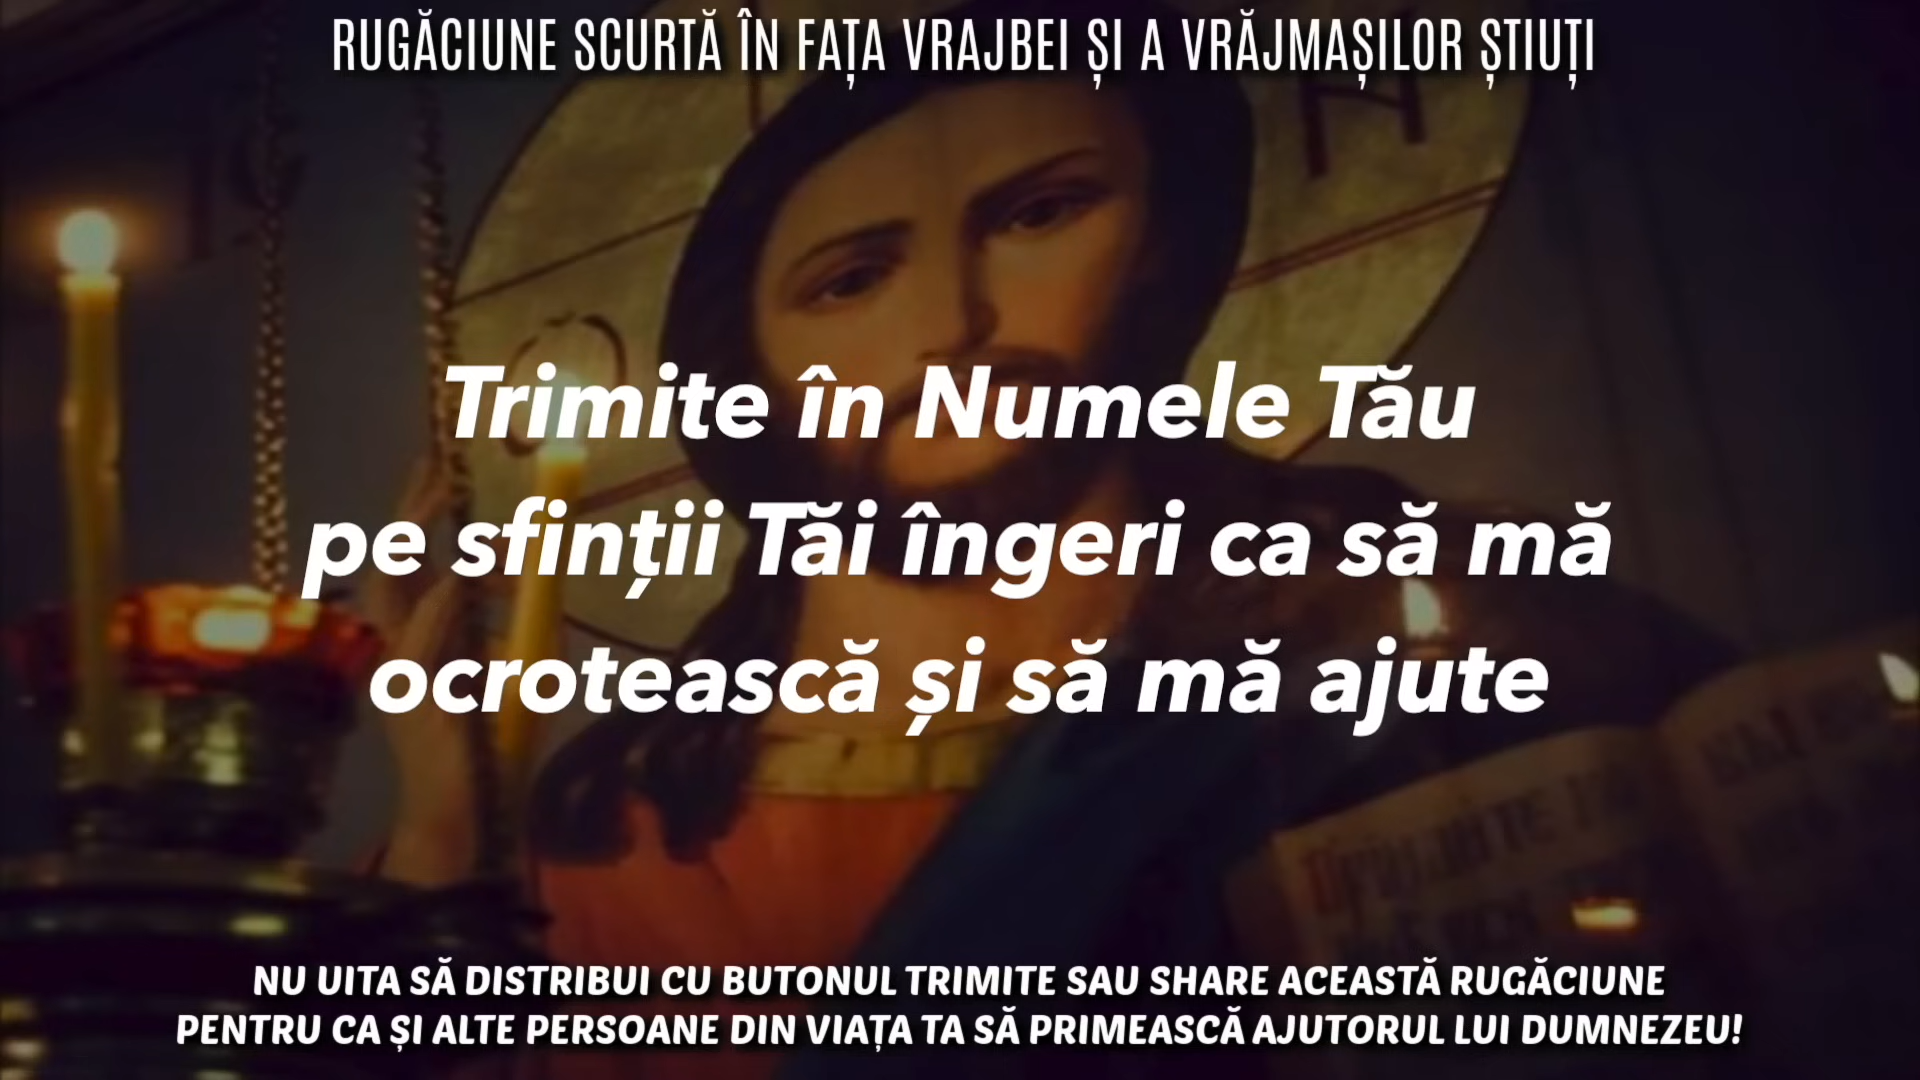 RUGĂCIUNE SCURTĂ ÎN FAȚA VRAJBEI ȘI A VRĂJMAȘILOR ȘTIUȚI
Trimite în Numele Tău
pe sfinții Tăi îngeri ca să mă
ocrotească și să mă ajute
NU UITA SĂ DISTRIBUI CU BUTONUL TRIMITE SAU SHARE ACEASTĂ RUGĂCIUNE
PENTRU CA ȘI ALTE PERSOANE DIN VIAȚA TA SĂ PRIMEASCĂ AJUTORUL LUI DUMNEZEU!